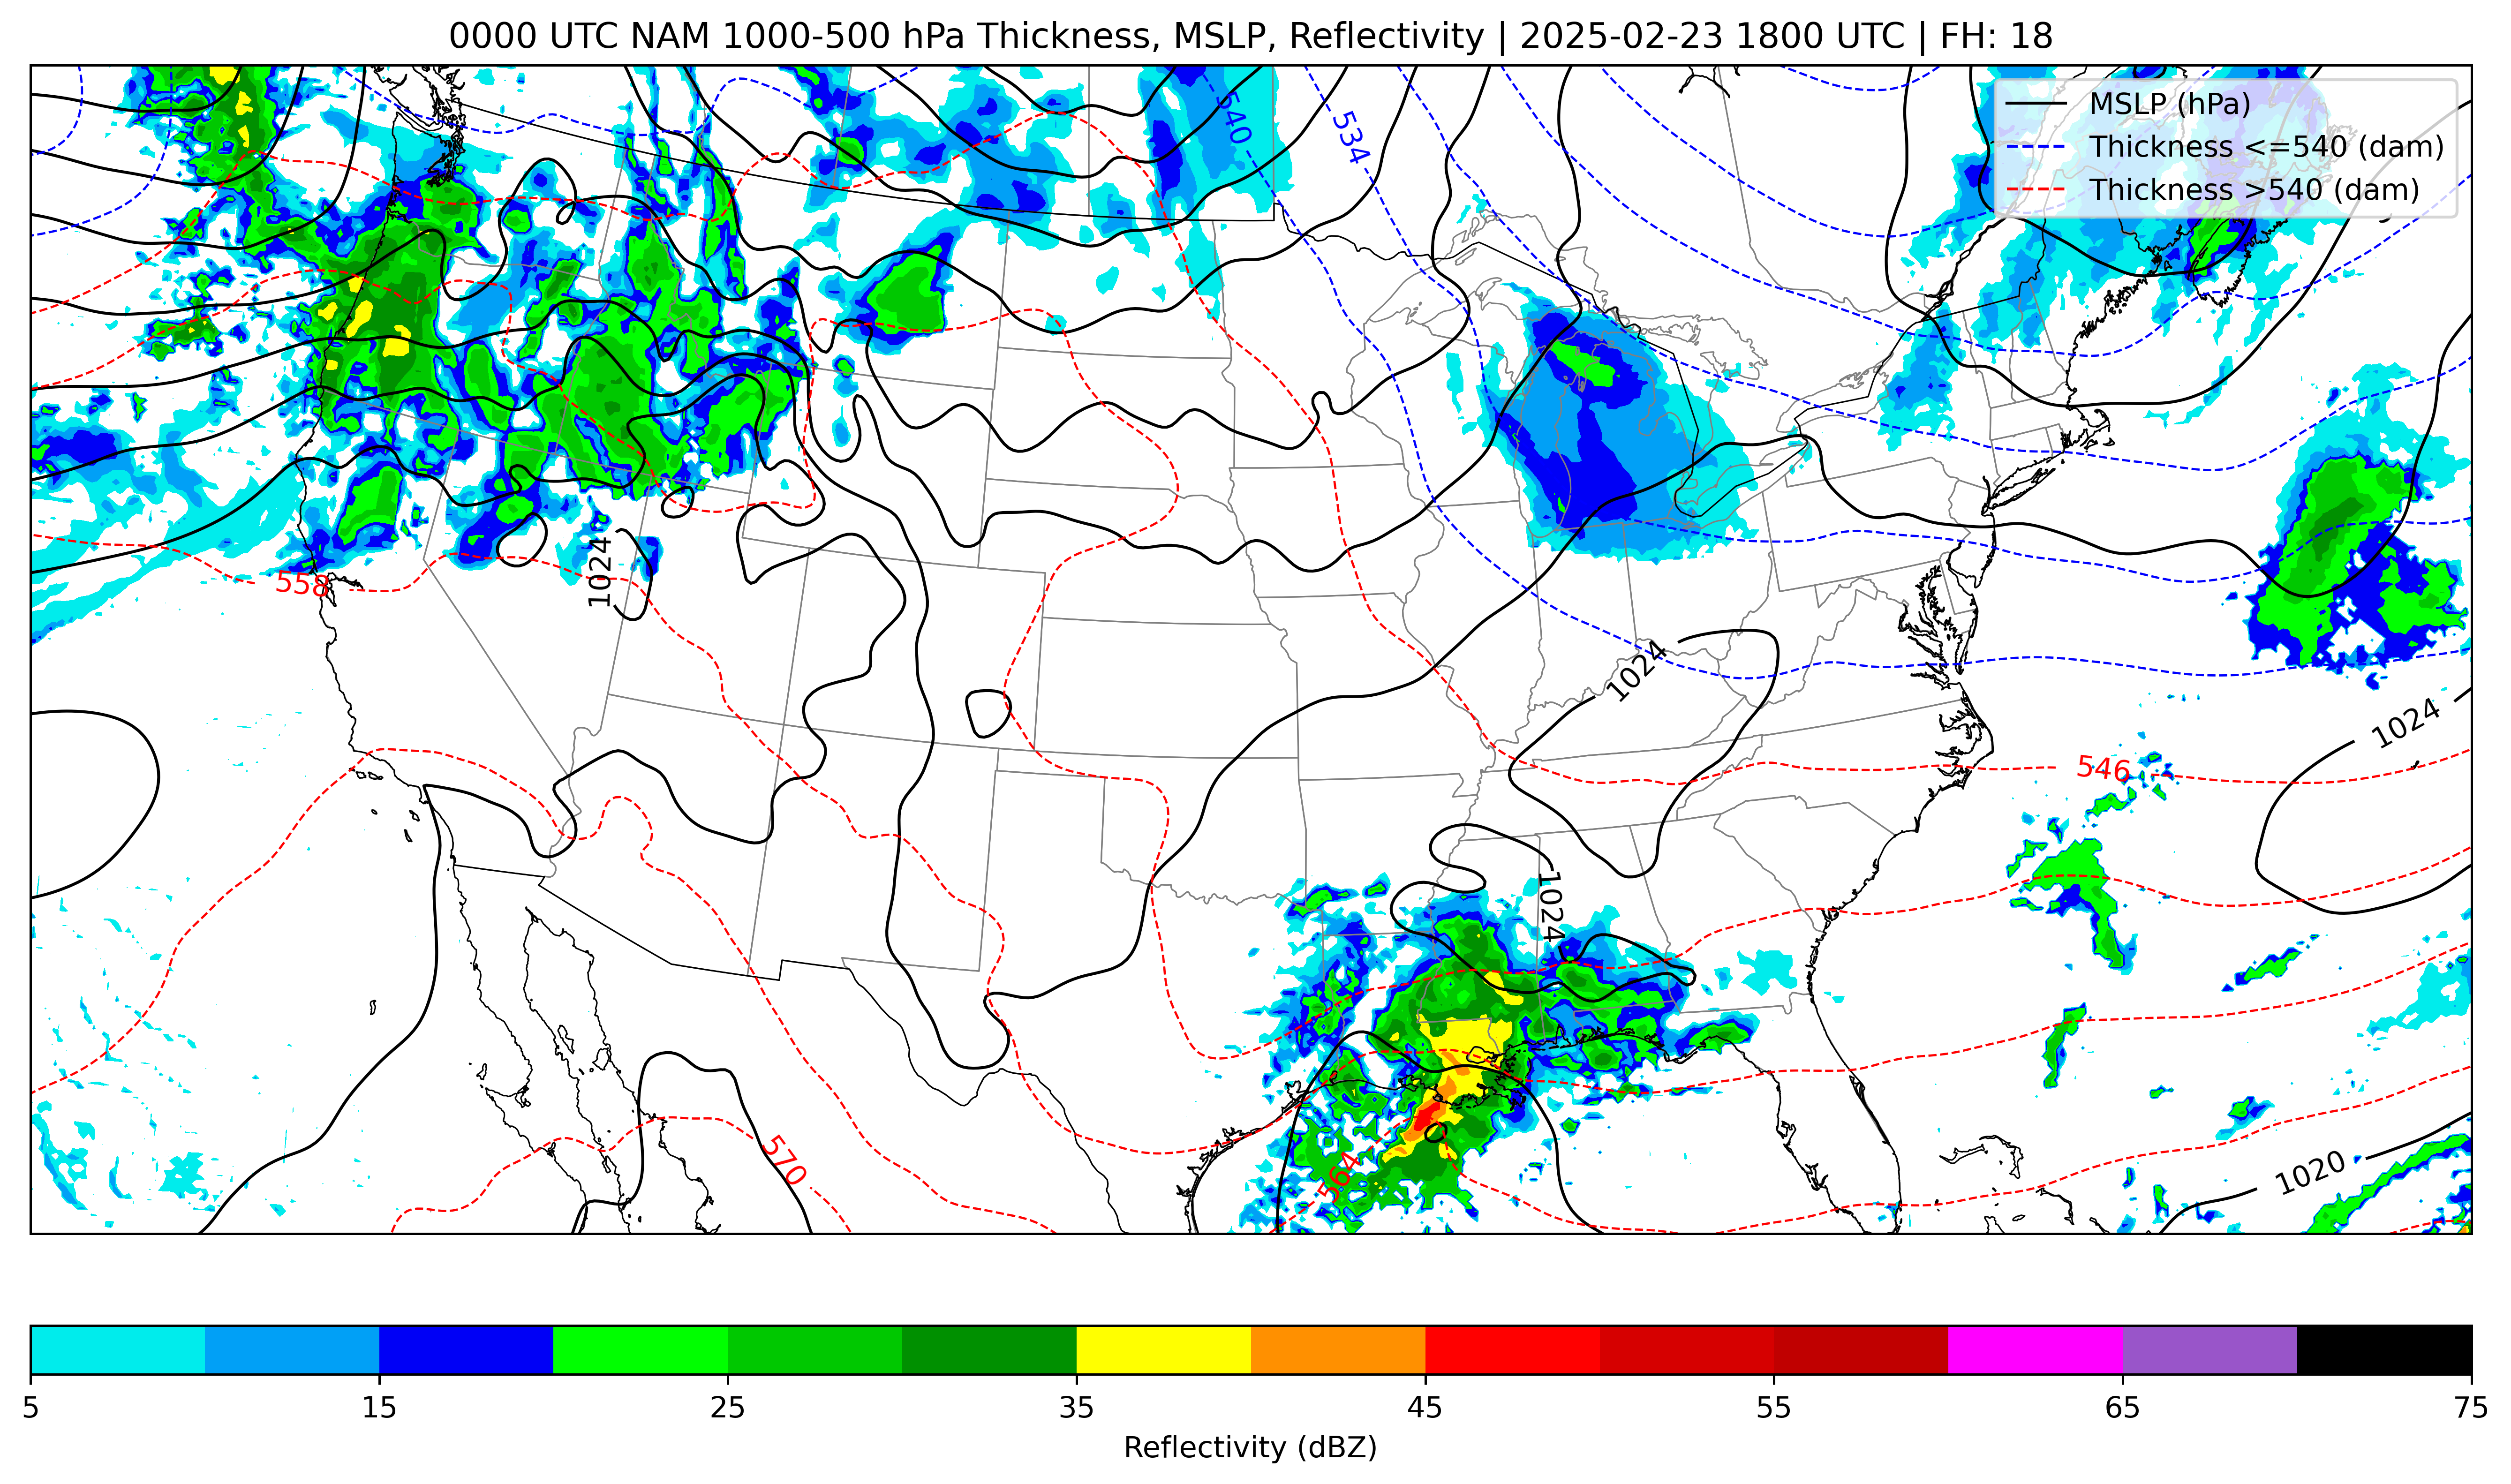 0000 UTC NAM 1000-500 hPa Thickness, MSLP, Reflectivity | 2025-02-23 1800 UTC | FH: 18
MSLP (hPa)
Thickness <=540 (dam)
Thickness >540 (dam)
540
534
558
1024
1024
1024
546
1024
570
564
1020
5 15 25 35 45 55 65 75
Reflectivity (dBZ)